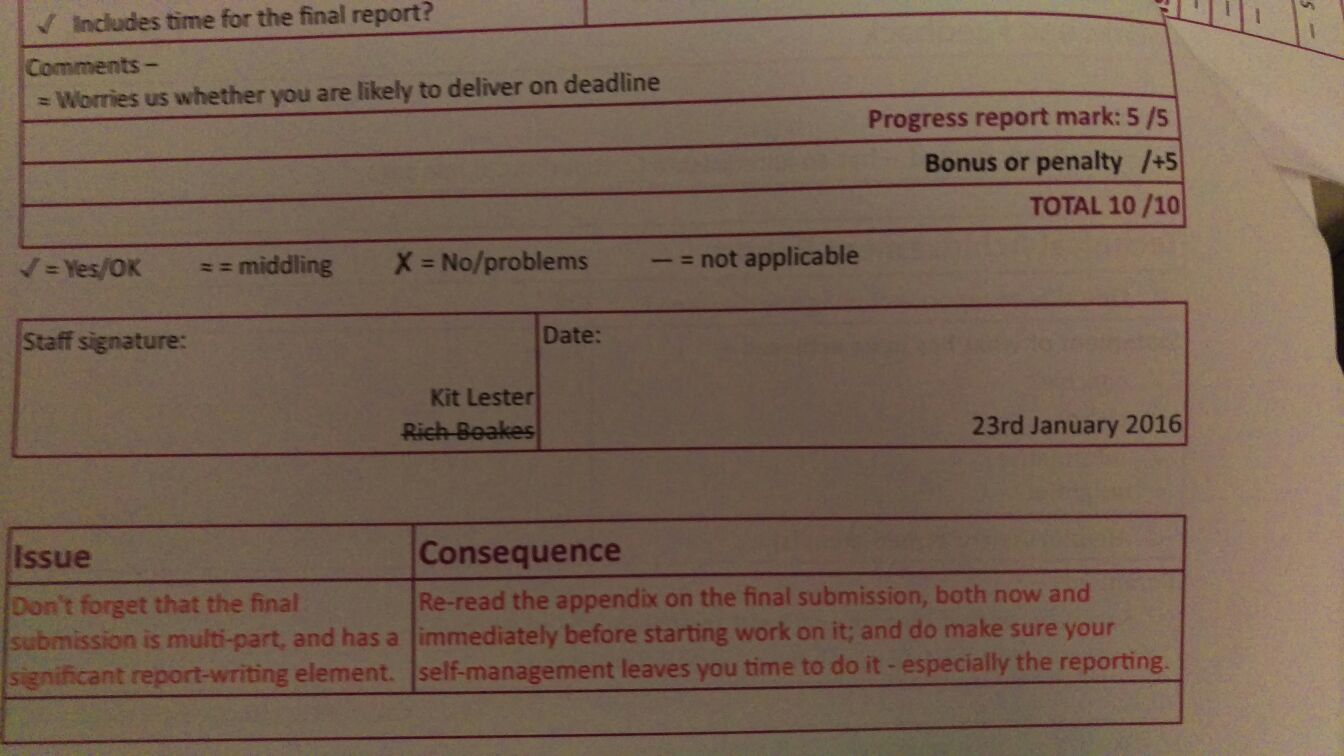 ✓ Includes time for the final report?
Comments –
= Worries us whether you are likely to deliver on deadline
Progress report mark: 5 /5
Bonus or penalty /+5
TOTAL 10 /10
✓ = Yes/OK = = middling X = No/problems — = not applicable
Staff signature: Date:
Kit Lester
Rich Boakes 23rd January 2016
Issue Consequence
Don't forget that the final Re-read the appendix on the final submission, both now and
submission is multi-part, and has a immediately before starting work on it; and do make sure your
significant report-writing element. self-management leaves you time to do it - especially the reporting.